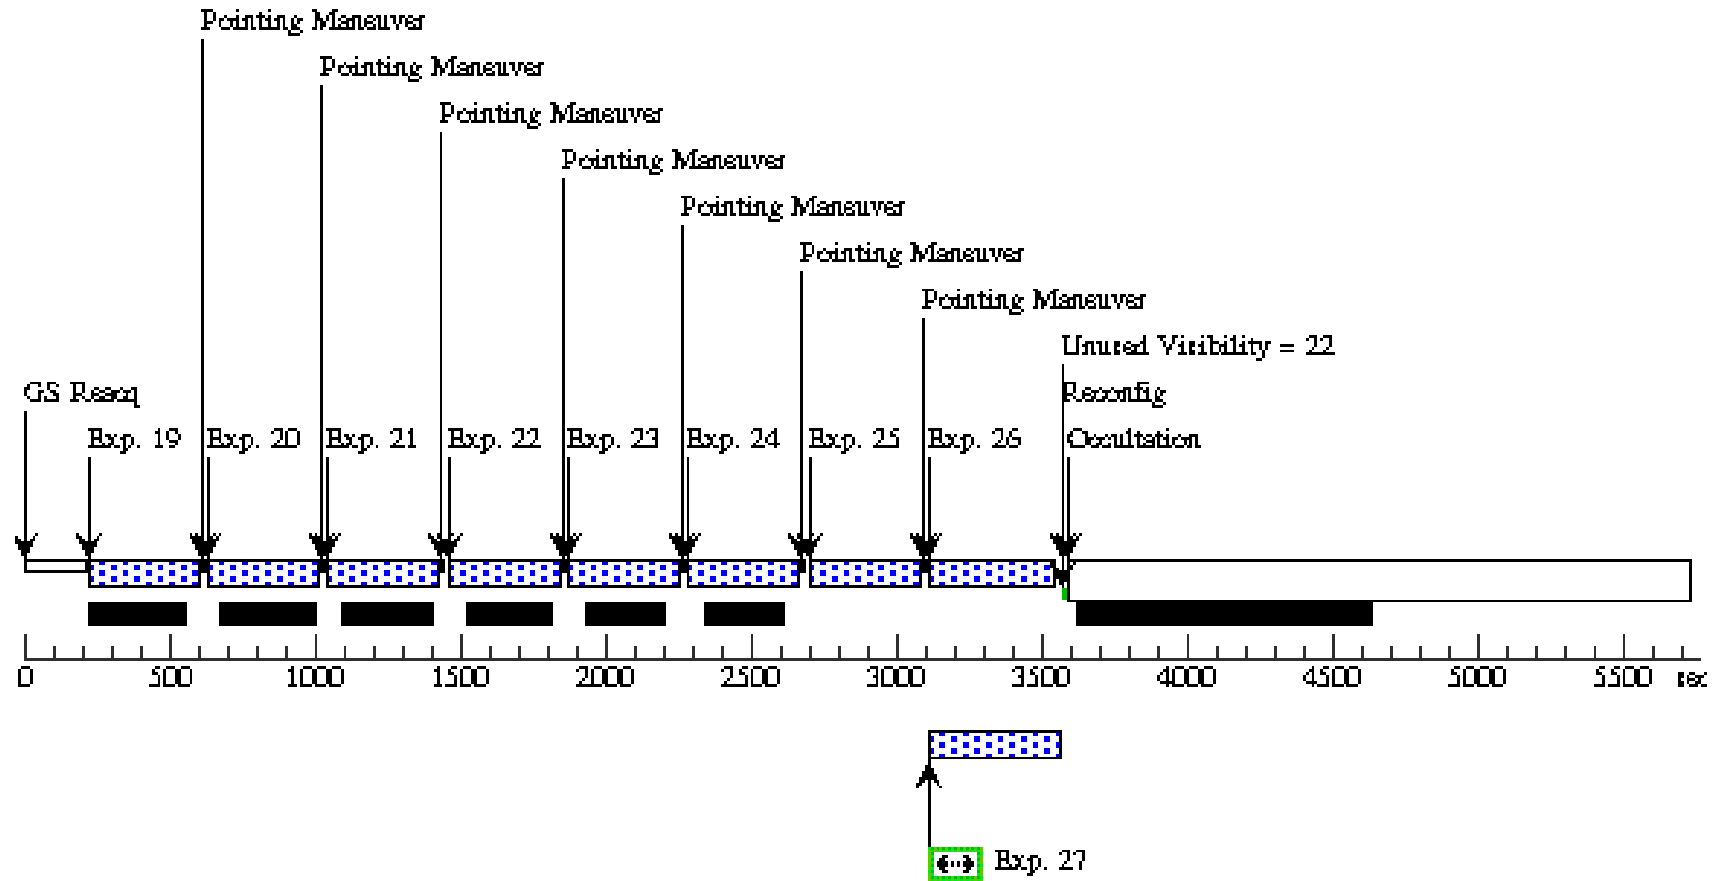 Pointing Maneuver
Pointing Maneuver
Pointing Maneuver
Pointing Maneuver
Pointing Maneuver
Pointing Maneuver
Pointing Maneuver
Unused Visibility = 22
GS Reacq
Reconfig
Exp. 19 Exp. 20 Exp. 21 Exp. 22 Exp. 23 Exp. 24 Exp. 25 Exp. 26 Occultation
0 500 1000 1500 2000 2500 3000 3500 4000 4500 5000 5500 sec
Exp. 27